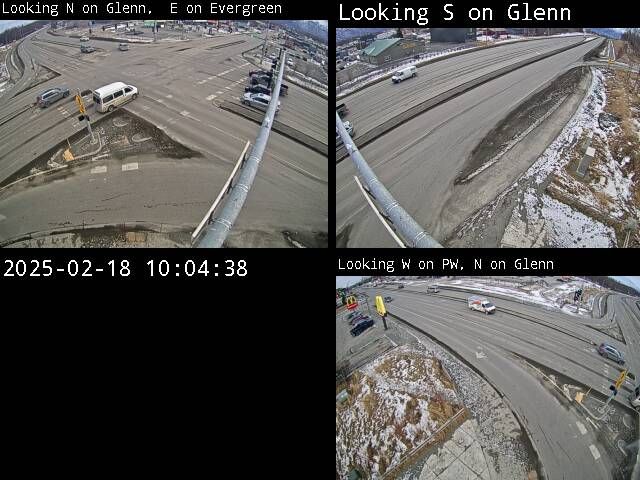 Looking N on Glenn, E on Evergreen
Looking S on Glenn
2025-02-18 10:04:38
Looking W on PW, N on Glenn